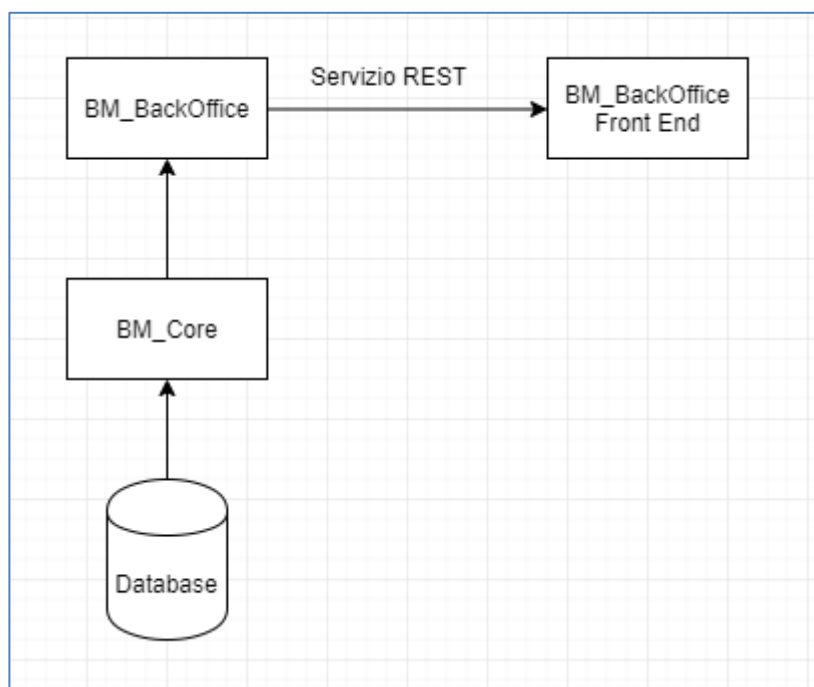 BM_BackOffice
Servizio REST
BM_BackOffice
Front End
BM_Core
Database